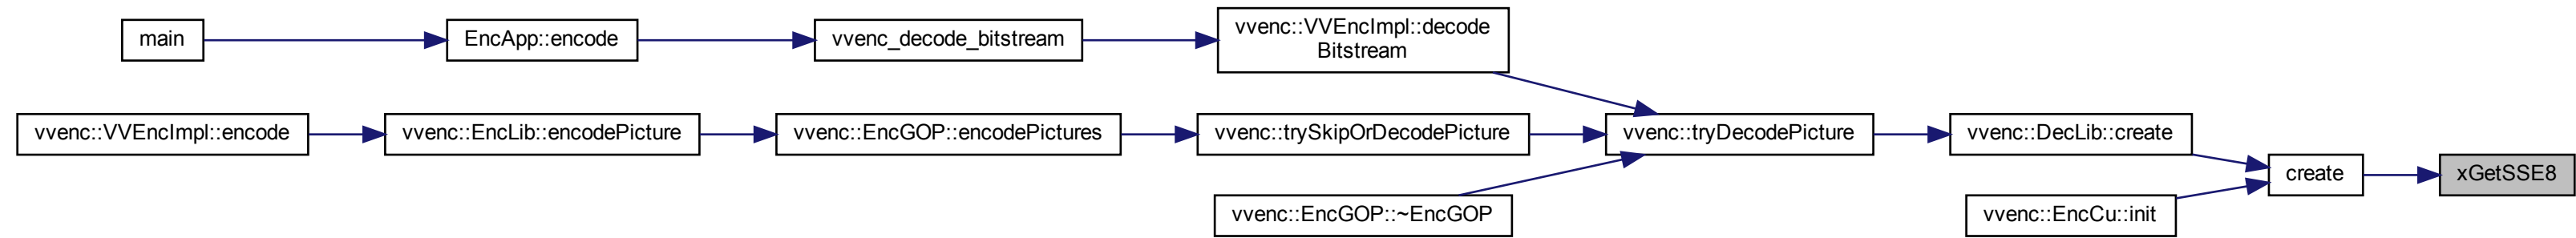 main
EncApp::encode
vvenc_decode_bitstream
vvenc::VVEncImpl::decode
Bitstream
vvenc::VVEncImpl::encode
vvenc::EncLib::encodePicture
vvenc::EncGOP::encodePictures
vvenc::trySkipOrDecodePicture
vvenc::tryDecodePicture
vvenc::DecLib::create
create
xGetSSE8
vvenc::EncGOP::~EncGOP
vvenc::EncCu::init